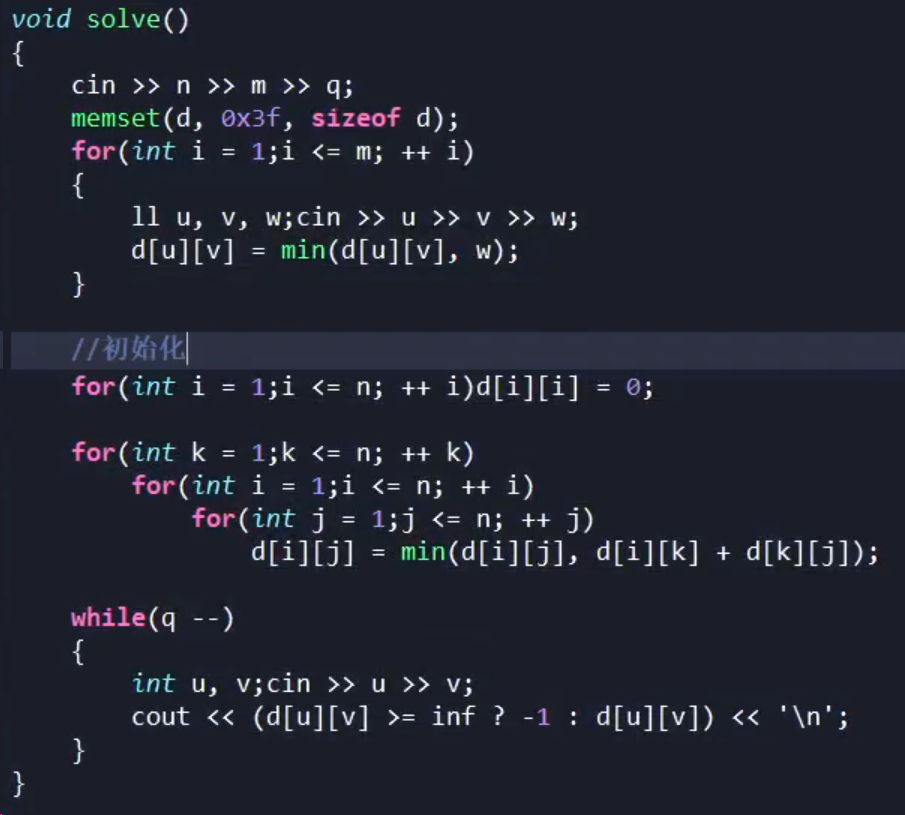 void solve()
{
    cin >> n >> m >> q;
    memset(d, 0x3f, sizeof d);
    for(int i = 1;i <= m; ++ i)
    {
        ll u, v, w;cin >> u >> v >> w;
        d[u][v] = min(d[u][v], w);
    }
    //初始化
    for(int i = 1;i <= n; ++ i)d[i][i] = 0;
    for(int k = 1;k <= n; ++ k)
        for(int i = 1;i <= n; ++ i)
            for(int j = 1;j <= n; ++ j)
                d[i][j] = min(d[i][j], d[i][k] + d[k][j]);
    while(q --)
    {
        int u, v;cin >> u >> v;
        cout << (d[u][v] >= inf ? -1 : d[u][v]) << '\n';
    }
}